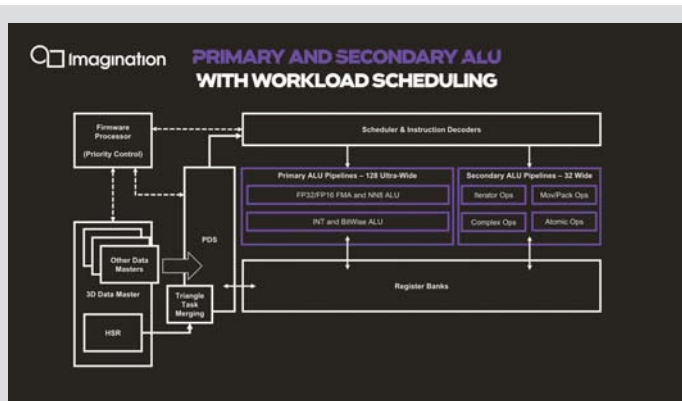 Imagination
PRIMARY AND SECONDARY ALU
WITH WORKLOAD SCHEDULING
Firmware
Processor
(Priority Control)
Scheduler & Instruction Decoders
Primary ALU Pipelines – 128 Ultra-Wide
FP32/FP16 FMA and NN8 ALU
INT and BitWise ALU
Secondary ALU Pipelines – 32 Wide
Iterator Ops
Mov/Pack Ops
Complex Ops
Atomic Ops
PDS
Other Data
Masters
3D Data Master
Triangle
Task
Merging
HSR
Register Banks